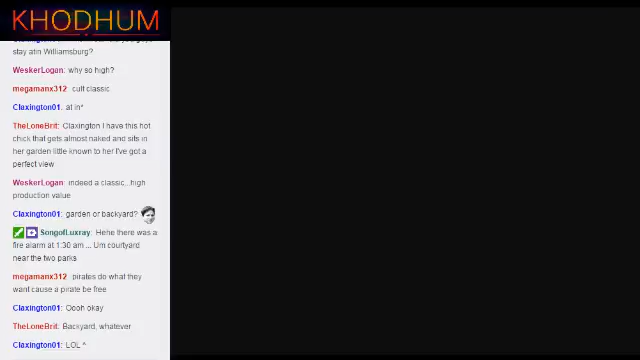 KHODHUM
stay atin Williamsburg?
WeskerLogan: why so high?
megamanx312: cult classic
Claxington01: at in*
TheLoneBrit: Claxington I have this hot
chick that gets almost naked and sits in
her garden little known to her I've got a
perfect view
WeskerLogan: indeed a classic...high
production value
Claxington01: garden or backyard?
SongofLuxray: Hehe there was a
fire alarm at 1:30 am ... Um courtyard
near the two parks
megamanx312: pirates do what they
want cause a pirate be free
Claxington01: Oooh okay
TheLoneBrit: Backyard, whatever
Claxington01: LOL ^